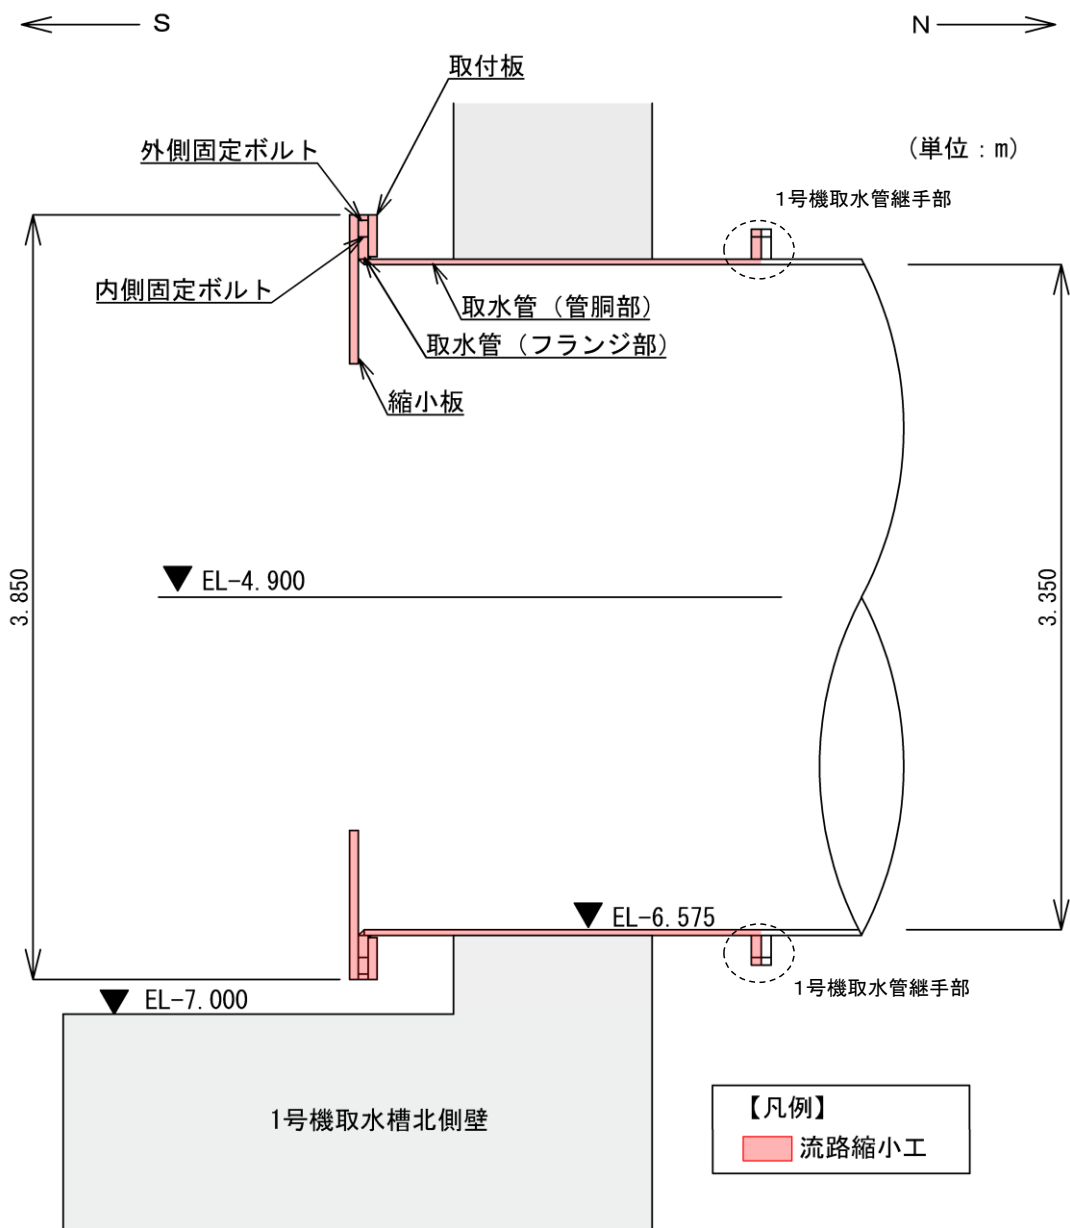 S
N
取付板
外側固定ボルト
(単位:m)
1号機取水管継手部
内側固定ボルト
取水管(管胴部)
取水管(フランジ部)
縮小板
EL-4.900
3.850
3.350
EL-6.575
EL-7.000
1号機取水管継手部
【凡例】
1号機取水槽北側壁
流路縮小工